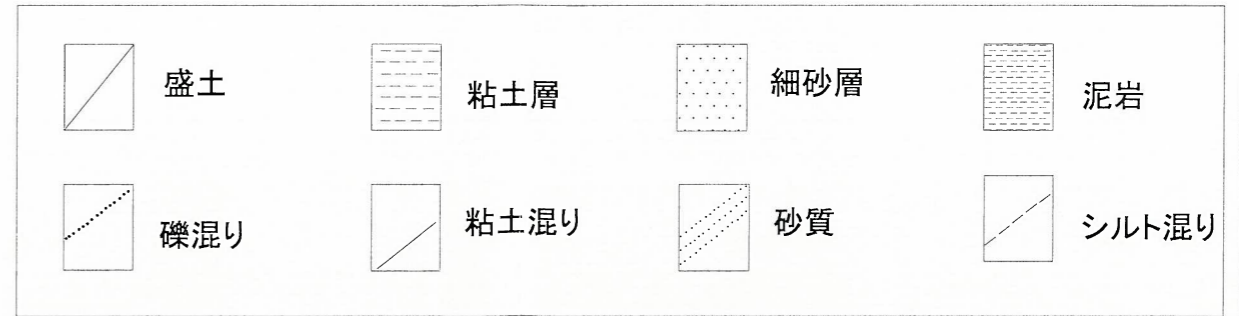 盛土
粘土層
細砂層
泥岩
礫混り
粘土混り
砂質
シルト混り